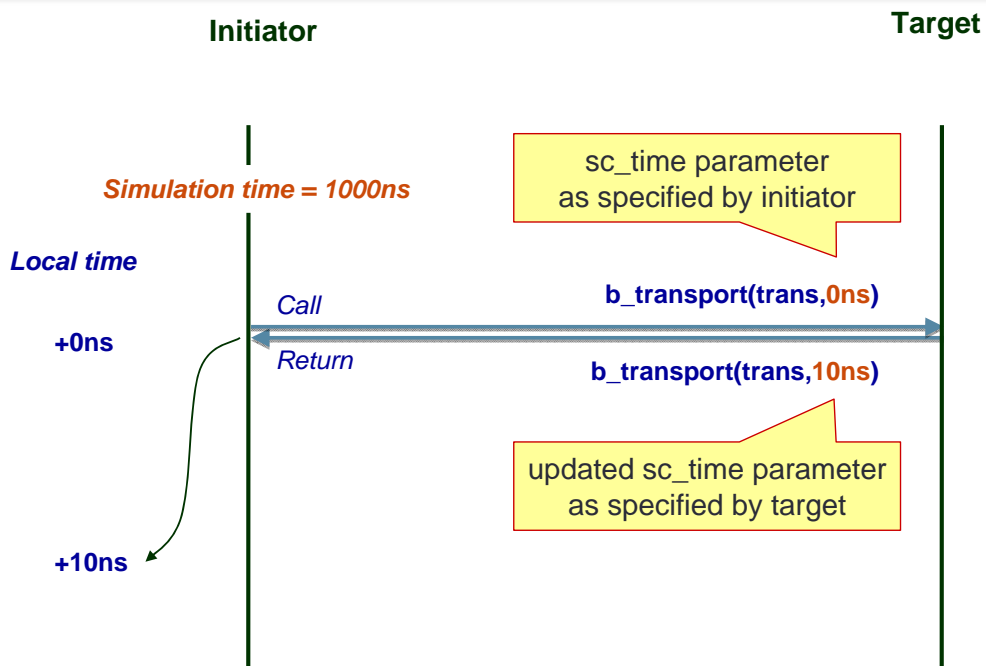 Initiator
Target
sc_time parameter
as specified by initiator
Simulation time = 1000ns
Local time
b_transport(trans,0ns)
Call
+0ns
Return
b_transport(trans,10ns)
updated sc_time parameter
as specified by target
+10ns